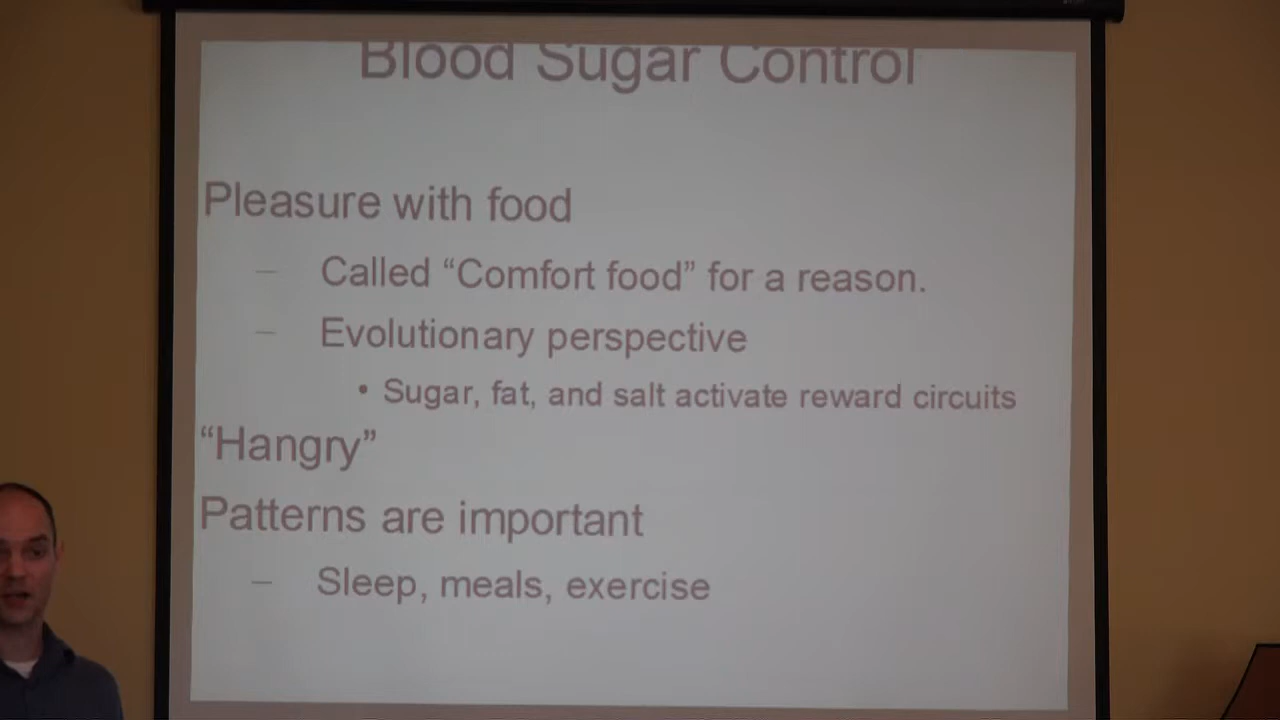 Blood Sugar Control
Pleasure with food
– Called “Comfort food” for a reason.
– Evolutionary perspective
• Sugar, fat, and salt activate reward circuits
“Hangry”
Patterns are important
– Sleep, meals, exercise